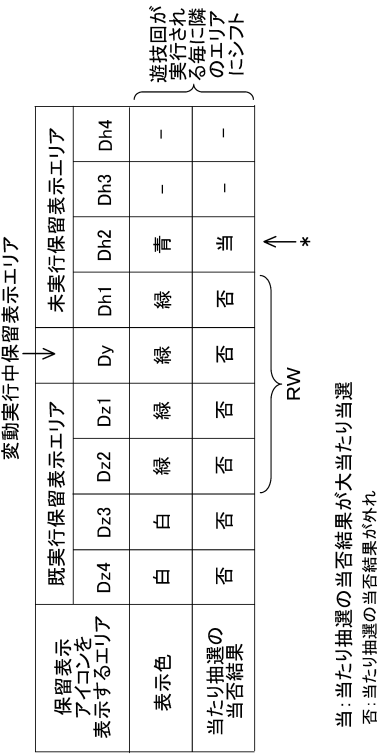 変動実行中保留表示エリア
保留表示
アイコンを
表示するエリア
既実行保留表示エリア
未実行保留表示エリア
Dz4 Dz3 Dz2 Dz1 Dy Dh1 Dh2 Dh3 Dh4
表示色 白 白 緑 緑 緑 緑 青 - -
当たり抽選の
当否結果
否 否 否 否 否 否 当 - -
遊技回が
実行され
る毎に隣
のエリア
にシフト
RW
*
当:当たり抽選の当否結果が大当たり当選
否:当たり抽選の当否結果が外れ